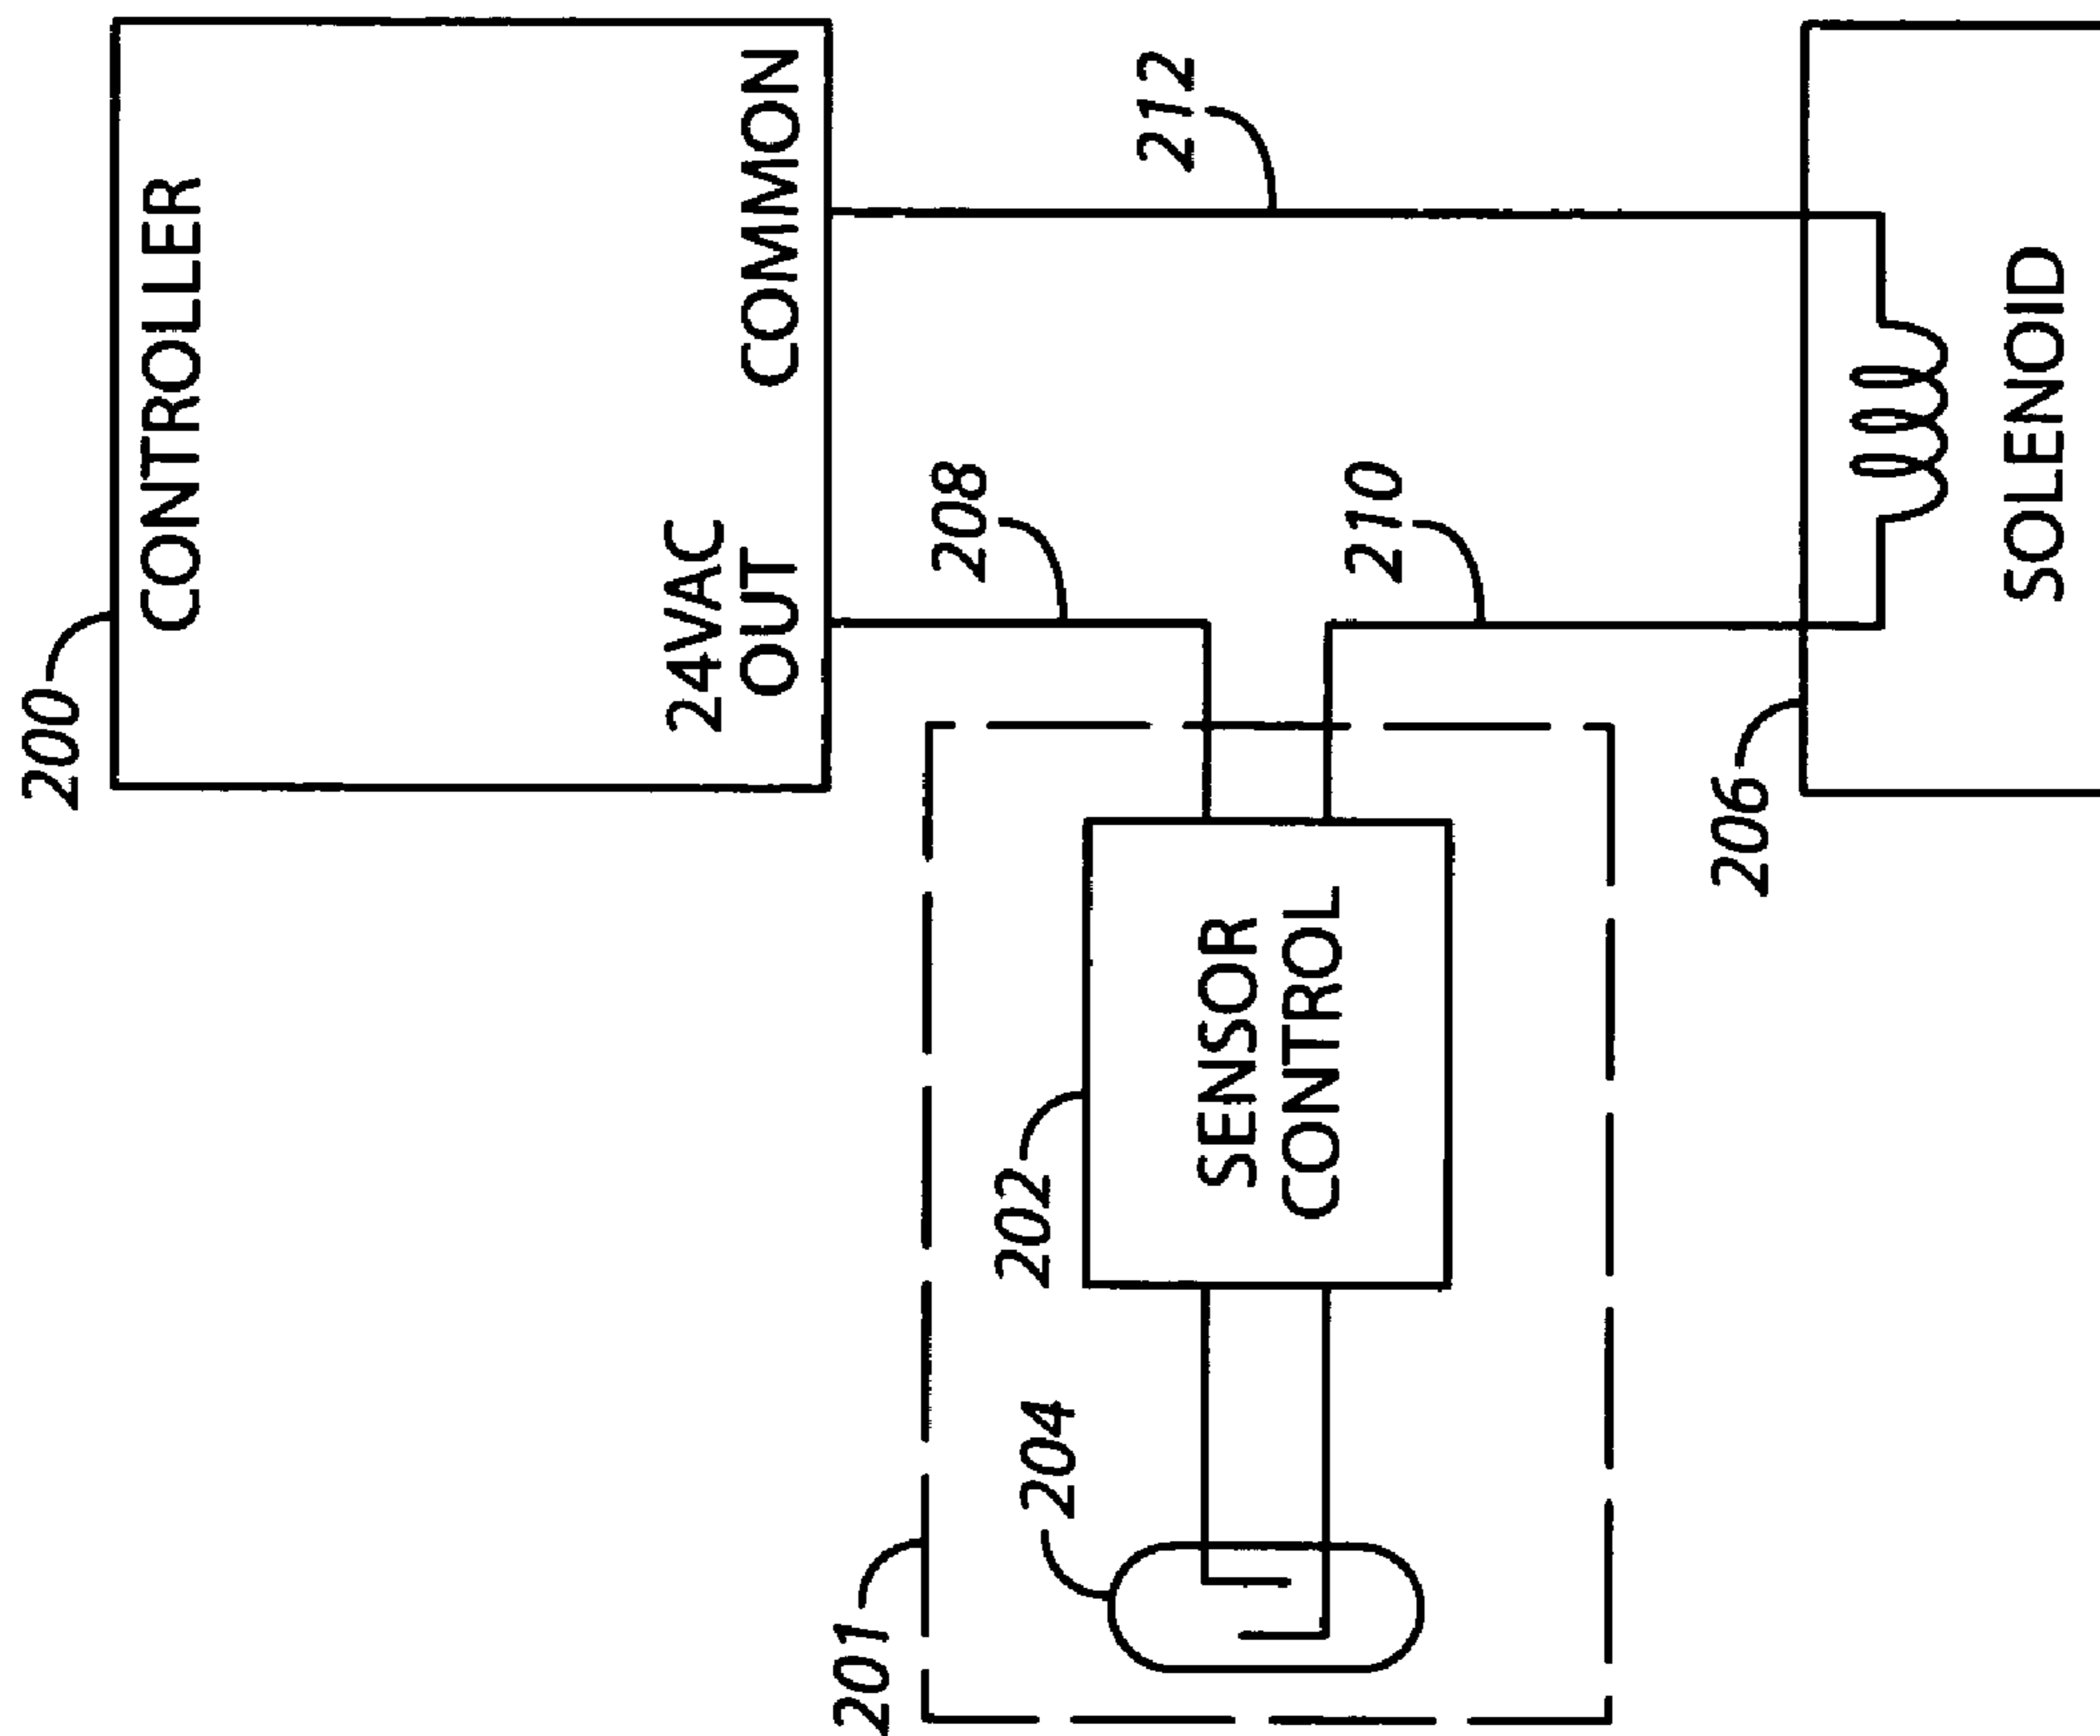 200
CONTROLLER
24VAC
OUT
COMMON
208
212
210
201
202
204
SENSOR
CONTROL
206
SOLENOID